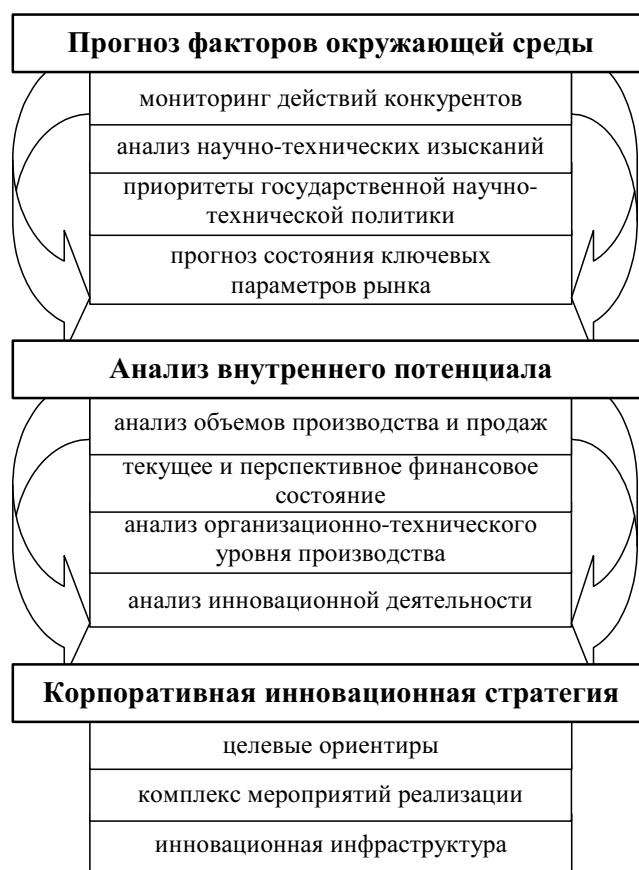 Прогноз факторов окружающей среды
мониторинг действий конкурентов
анализ научно-технических изысканий
приоритеты государственной научно-
технической политики
прогноз состояния ключевых
параметров рынка
Анализ внутреннего потенциала
анализ объемов производства и продаж
текущее и перспективное финансовое
состояние
анализ организационно-технического
уровня производства
анализ инновационной деятельности
Корпоративная инновационная стратегия
целевые ориентиры
комплекс мероприятий реализации
инновационная инфраструктура